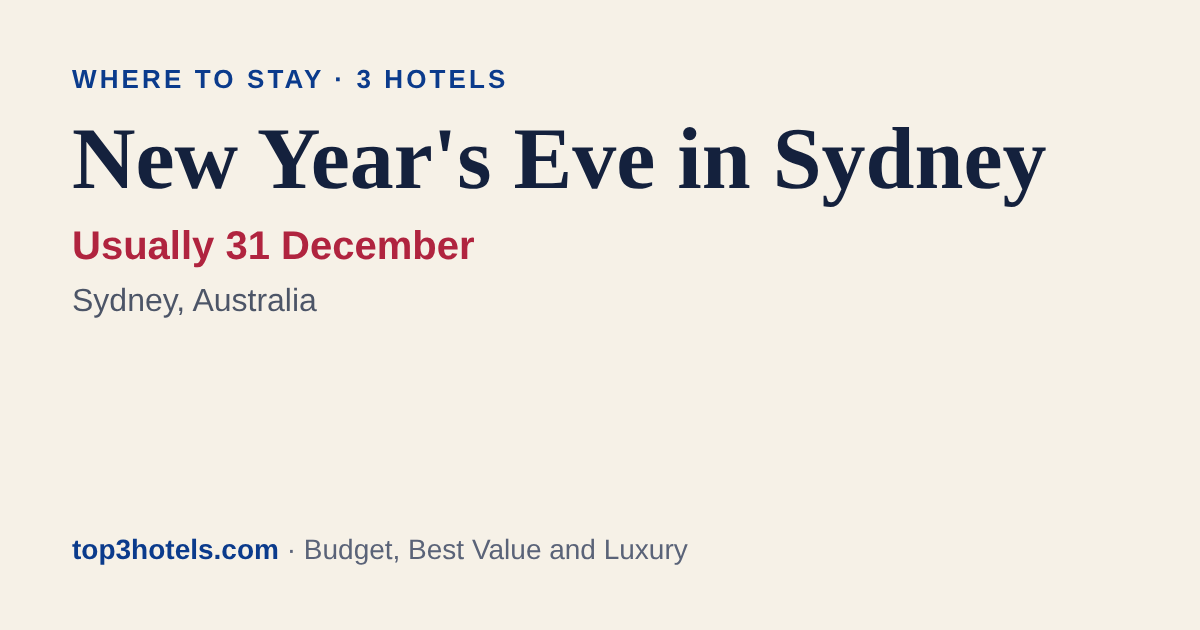 WHERE TO STAY · 3 HOTELS
New Year's Eve in Sydney
Usually 31 December
Sydney, Australia
top3hotels.com · Budget, Best Value and Luxury